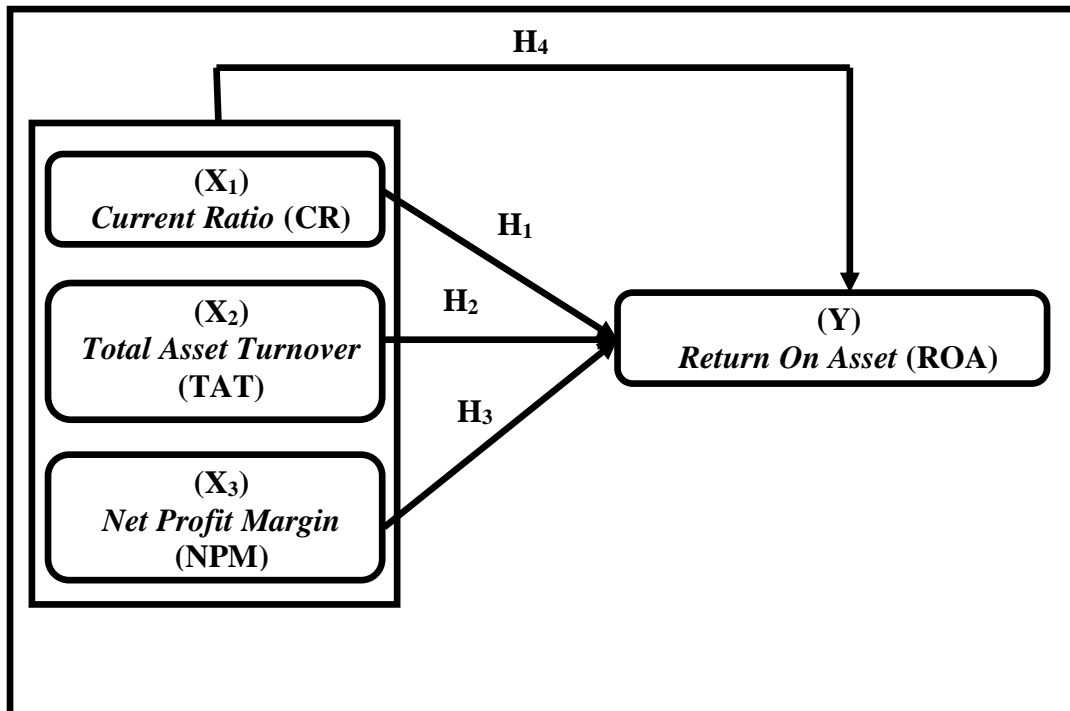 H₄
(X₁)
Current Ratio (CR)
H₁
(X₂)
Total Asset Turnover
(TAT)
H₂
(Y)
Return On Asset (ROA)
H₃
(X₃)
Net Profit Margin
(NPM)